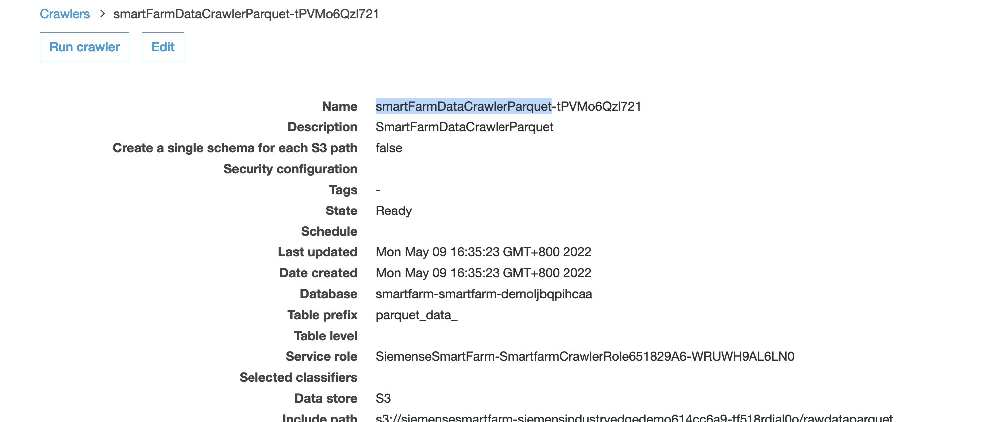 Crawlers > smartFarmDataCrawlerParquet-tPVMo6Qzl721
Run crawler Edit
Name smartFarmDataCrawlerParquet-tPVMo6Qzl721
Description SmartFarmDataCrawlerParquet
Create a single schema for each S3 path false
Security configuration
Tags -
State Ready
Schedule
Last updated Mon May 09 16:35:23 GMT+800 2022
Date created Mon May 09 16:35:23 GMT+800 2022
Database smartfarm-smartfarm-demoljbqpihcaa
Table prefix parquet_data_
Table level
Service role SiemenseSmartFarm-SmartfarmCrawlerRole651829A6-WRUWH9AL6LN0
Selected classifiers
Data store S3
Include path s3://siemensesmartfarm-siemensindustryedgedemo614cc6a9-tf518rdial0o/rawdataparquet